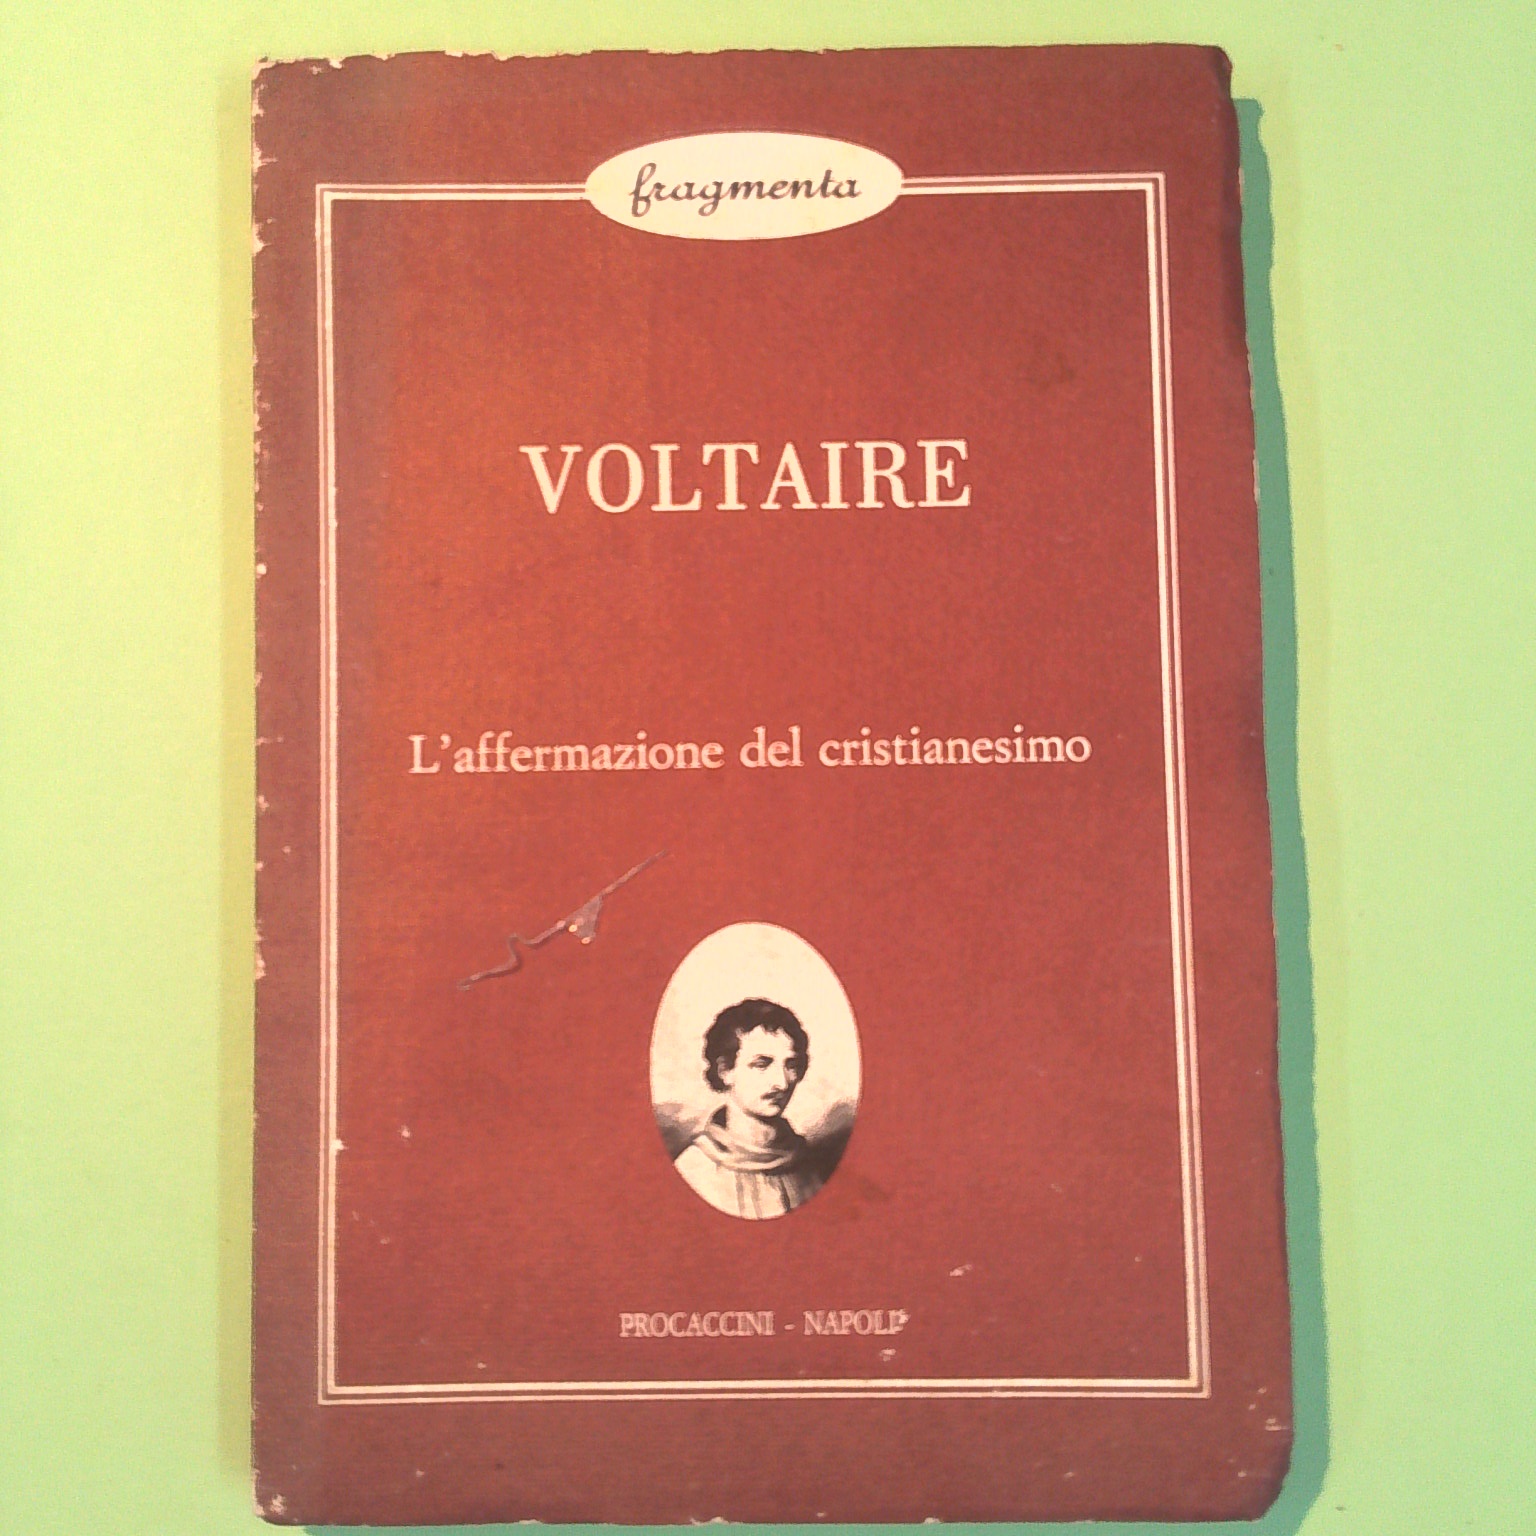 fragmenta
VOLTAIRE
L'affermazione del cristianesimo
PROCACCINI - NAPOLI